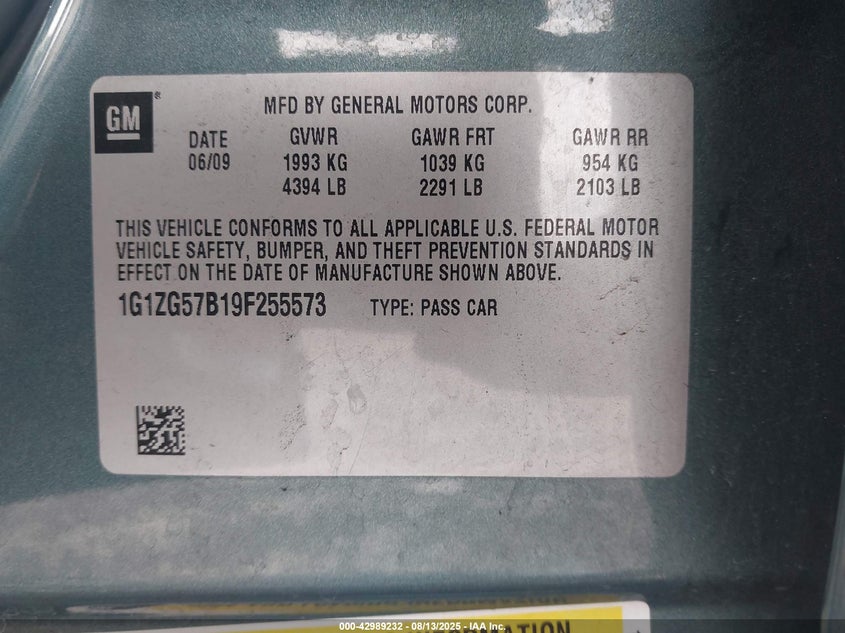 GM
MFD BY GENERAL MOTORS CORP.
DATE GVWR GAWR FRT GAWR RR
06/09 1993 KG 1039 KG 954 KG
4394 LB 2291 LB 2103 LB
THIS VEHICLE CONFORMS TO ALL APPLICABLE U.S. FEDERAL MOTOR
VEHICLE SAFETY, BUMPER, AND THEFT PREVENTION STANDARDS IN
EFFECT ON THE DATE OF MANUFACTURE SHOWN ABOVE.
1G1ZG57B19F255573 TYPE: PASS CAR
INFORMATION
000-42989232 - 08/13/2025 - Copyright © IAA Inc.